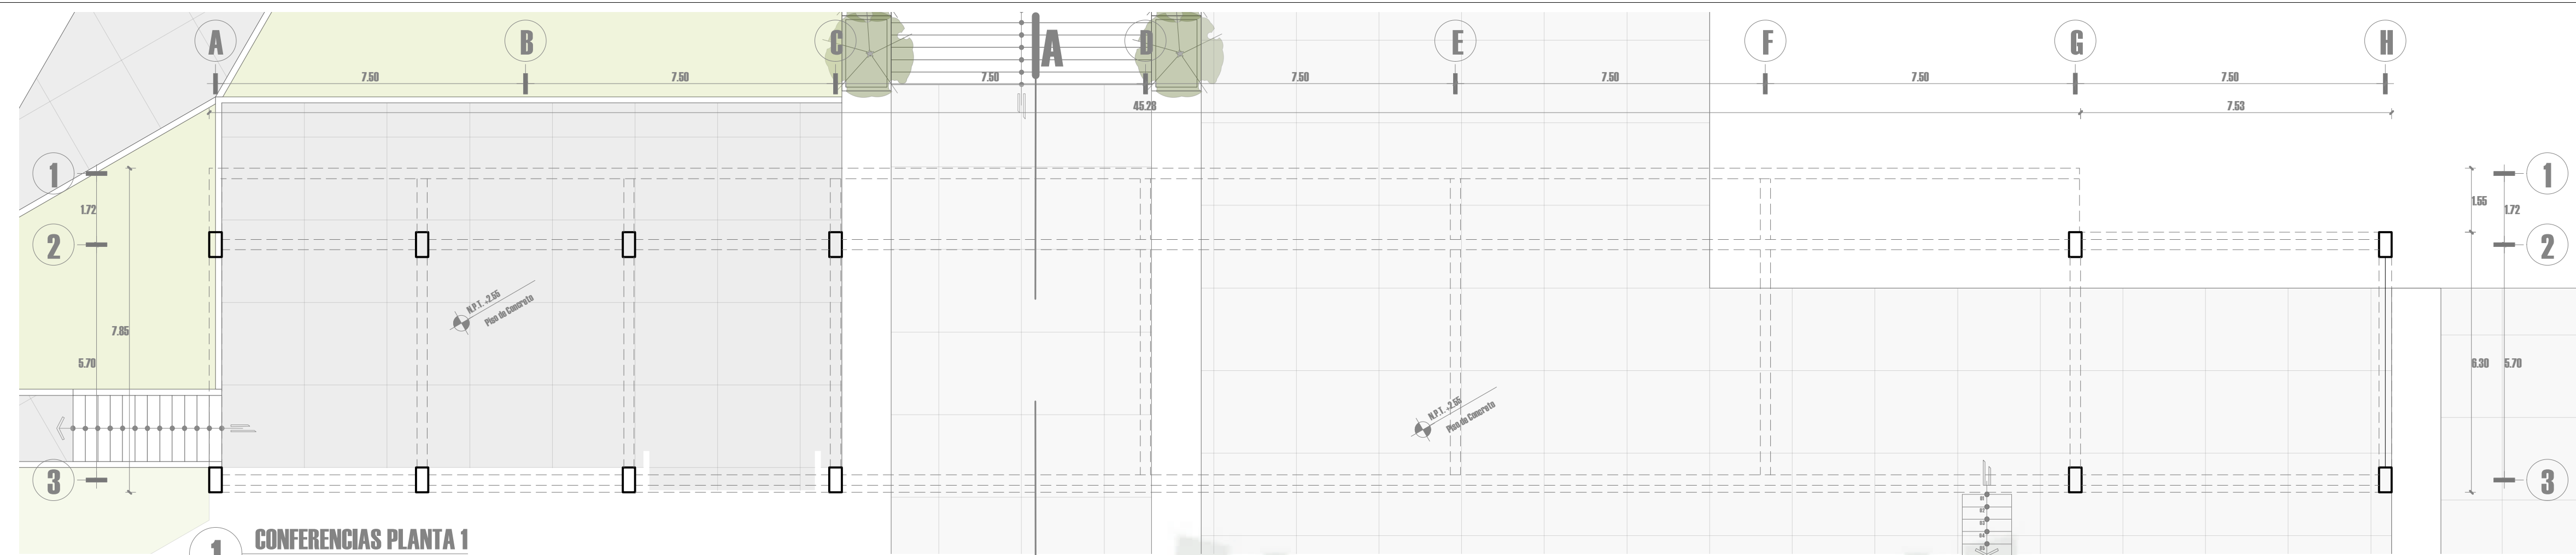 A B C D E F G H
A
7.50 7.50 7.50 7.50 7.50 7.50 7.50
45.28 7.53
1 1
1.72 1.55 1.72
2 2
N.P.T. +2.55
Piso de Concreto
7.85
5.70 6.30 5.70
N.P.T. +2.55
Piso de Concreto
3 3
1 CONFERENCIAS PLANTA 1